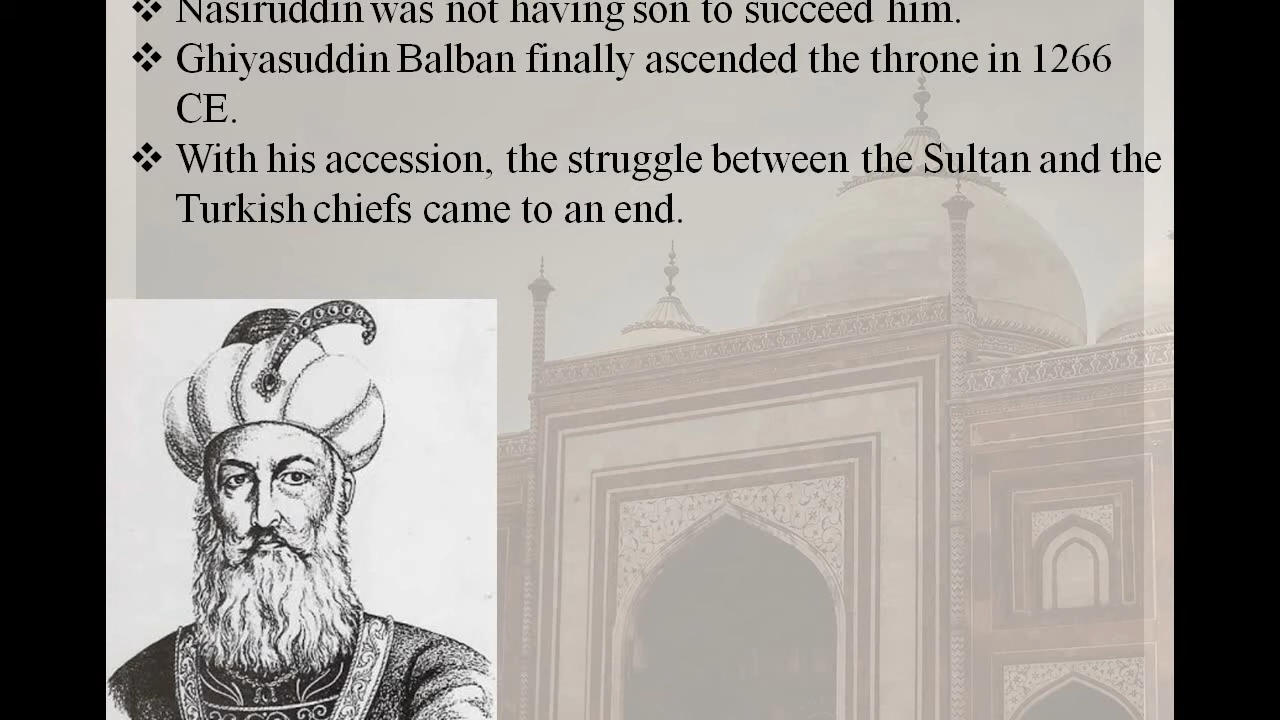 ❖ Nasiruddin was not having son to succeed him.
❖ Ghiyasuddin Balban finally ascended the throne in 1266
CE.
❖ With his accession, the struggle between the Sultan and the
Turkish chiefs came to an end.